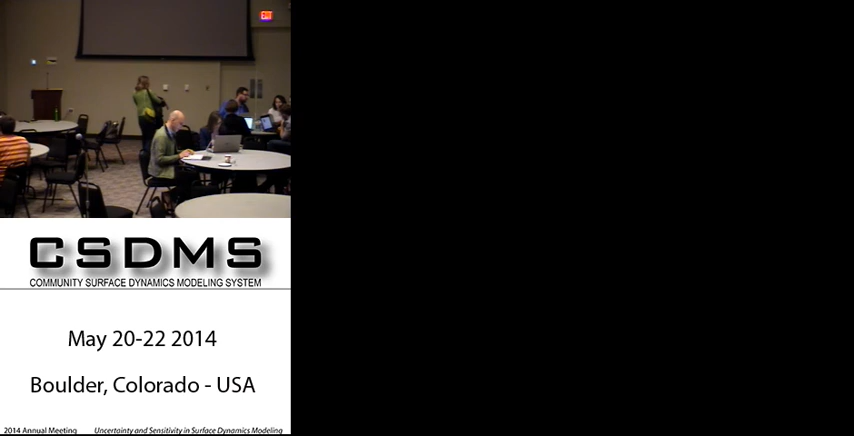 EXIT
CSDMS
COMMUNITY SURFACE DYNAMICS MODELING SYSTEM
May 20-22 2014
Boulder, Colorado - USA
2014 Annual Meeting Uncertainty and Sensitivity in Surface Dynamics Modeling